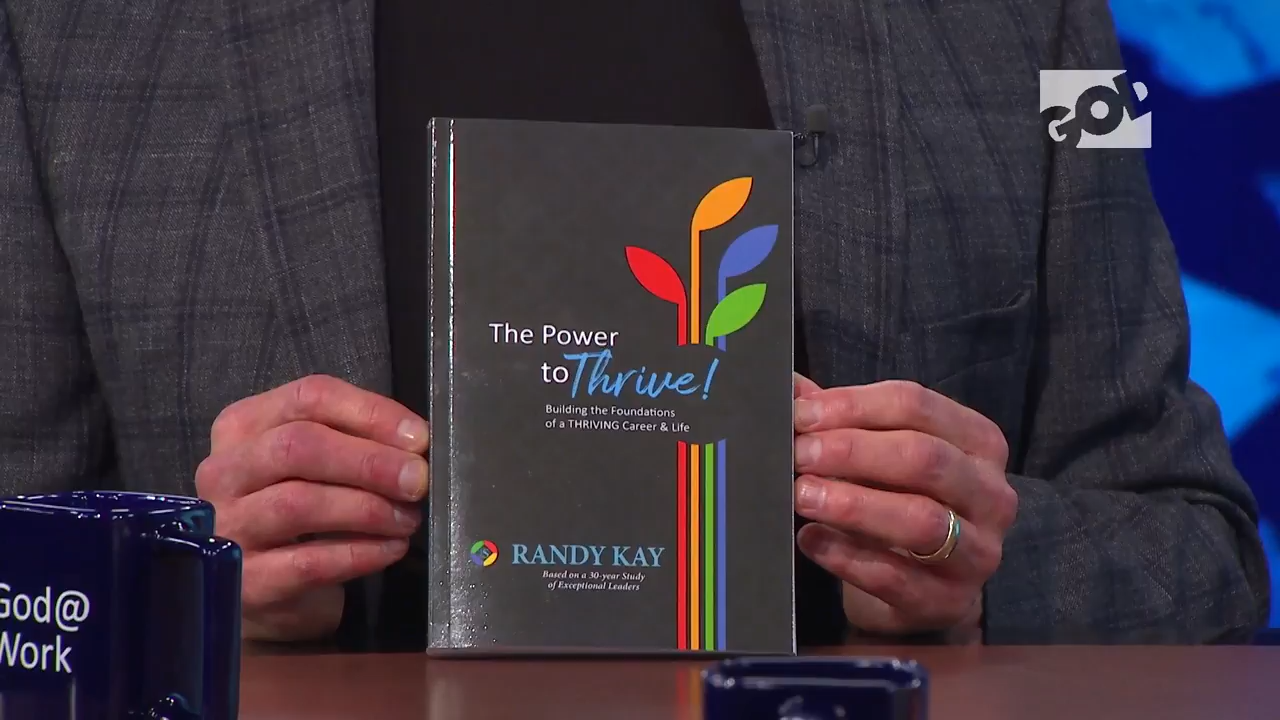 GOD
The Power
to Thrive!
Building the Foundations
of a THRIVING Career & Life
RANDY KAY
Based on a 30-year Study
of Exceptional Leaders
God@
Work